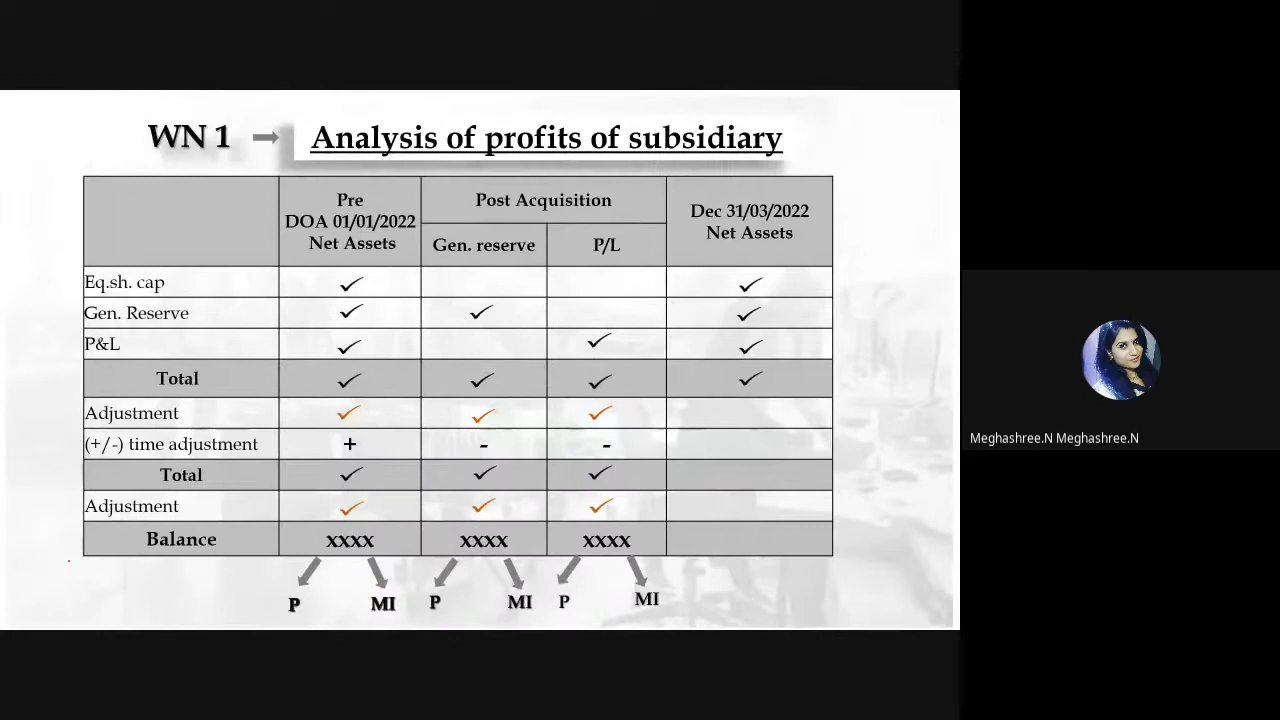 WN 1
Analysis of profits of subsidiary
Pre
DOA 01/01/2022
Net Assets
Post Acquisition
Gen. reserve
P/L
Dec 31/03/2022
Net Assets
Eq.sh. cap ✓ ✓
Gen. Reserve ✓ ✓ ✓
P&L ✓ ✓ ✓
Total ✓ ✓ ✓ ✓
Adjustment ✓ ✓ ✓
(+/-) time adjustment + - -
Total ✓ ✓ ✓
Adjustment ✓ ✓ ✓
Balance xxxx xxxx xxxx
P MI P MI P MI
Meghashree.N Meghashree.N